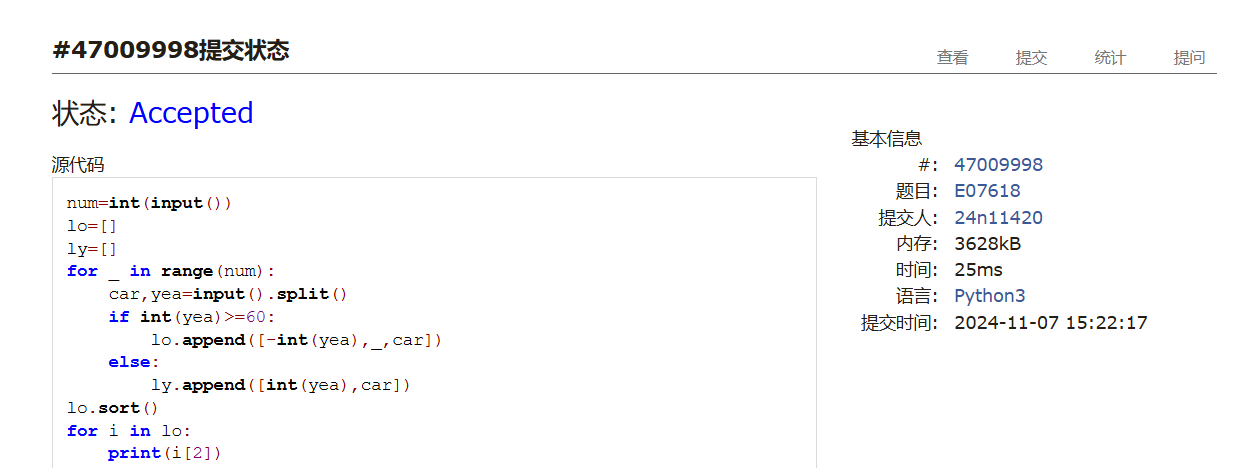 #47009998提交状态
查看 提交 统计 提问
状态: Accepted
源代码
num=int(input())
lo=[]
ly=[]
for _ in range(num):
    car,yea=input().split()
    if int(yea)>=60:
        lo.append([-int(yea),_,car])
    else:
        ly.append([int(yea),car])
lo.sort()
for i in lo:
    print(i[2])
基本信息
#: 47009998
题目: E07618
提交人: 24n11420
内存: 3628kB
时间: 25ms
语言: Python3
提交时间: 2024-11-07 15:22:17